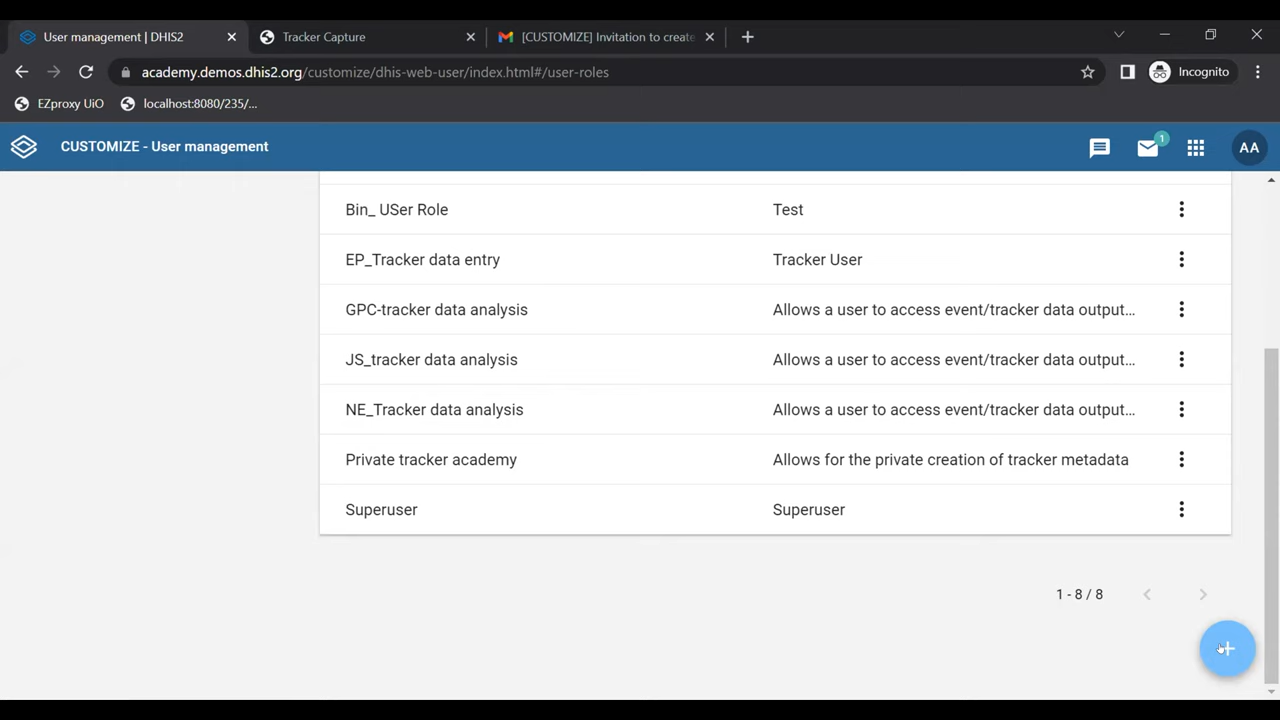 User management | DHIS2
Tracker Capture
[CUSTOMIZE] Invitation to create
academy.demos.dhis2.org/customize/dhis-web-user/index.html#/user-roles
Incognito
EZproxy UiO
localhost:8080/235/...
CUSTOMIZE - User management
1
AA
Bin_ USer Role Test
EP_Tracker data entry Tracker User
GPC-tracker data analysis Allows a user to access event/tracker data output...
JS_tracker data analysis Allows a user to access event/tracker data output...
NE_Tracker data analysis Allows a user to access event/tracker data output...
Private tracker academy Allows for the private creation of tracker metadata
Superuser Superuser
1 - 8 / 8